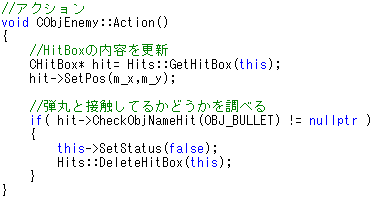 //アクション
void CObjEnemy::Action()
{
//HitBoxの内容を更新
CHitBox* hit= Hits::GetHitBox(this);
hit->SetPos(m_x,m_y);
//弾丸と接触してるかどうかを調べる
if( hit->CheckObjNameHit(OBJ_BULLET) != nullptr )
{
this->SetStatus(false);
Hits::DeleteHitBox(this);
}
}